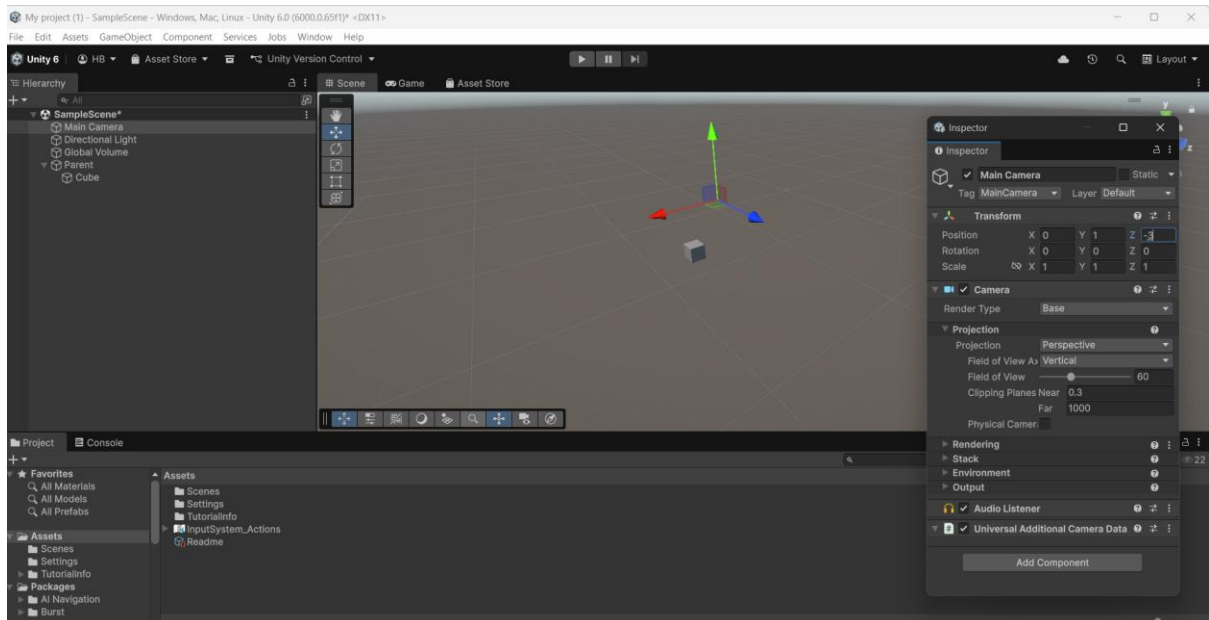 My project (1) - SampleScene - Windows, Mac, Linux - Unity 6.0 (6000.0.65f1)* <DX11>
File Edit Assets GameObject Component Services Jobs Window Help
Unity 6 HB Asset Store Unity Version Control Layout
Hierarchy
All
SampleScene*
Main Camera
Directional Light
Global Volume
Parent
Cube
Scene Game Asset Store
y
z
Inspector
Inspector
Main Camera Static
Tag MainCamera Layer Default
Transform
Position X 0 Y 1 Z -3
Rotation X 0 Y 0 Z 0
Scale X 1 Y 1 Z 1
Camera
Render Type Base
Projection
Projection Perspective
Field of View Ax Vertical
Field of View 60
Clipping Planes Near 0.3
Far 1000
Physical Camer
Rendering
Stack
Environment
Output
Audio Listener
Universal Additional Camera Data
Add Component
Project Console
22
Favorites
All Materials
All Models
All Prefabs
Assets
Scenes
Settings
TutorialInfo
Packages
AI Navigation
Burst
Assets
Scenes
Settings
TutorialInfo
InputSystem_Actions
Readme